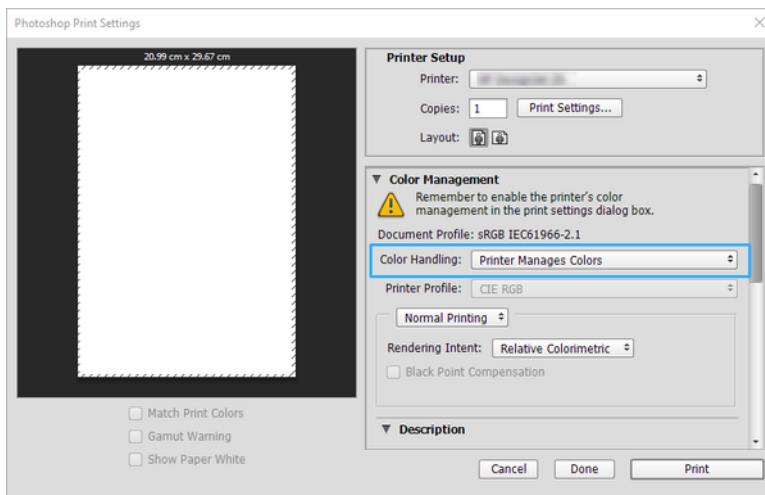 Photoshop Print Settings
20.99 cm x 29.67 cm
Match Print Colors
Gamut Warning
Show Paper White
Printer Setup
Printer:
Copies: 1 Print Settings...
Layout:
Color Management
Remember to enable the printer's color
management in the print settings dialog box.
Document Profile: sRGB IEC61966-2.1
Color Handling: Printer Manages Colors
Printer Profile: CIE RGB
Normal Printing
Rendering Intent: Relative Colorimetric
Black Point Compensation
Description
Cancel Done Print